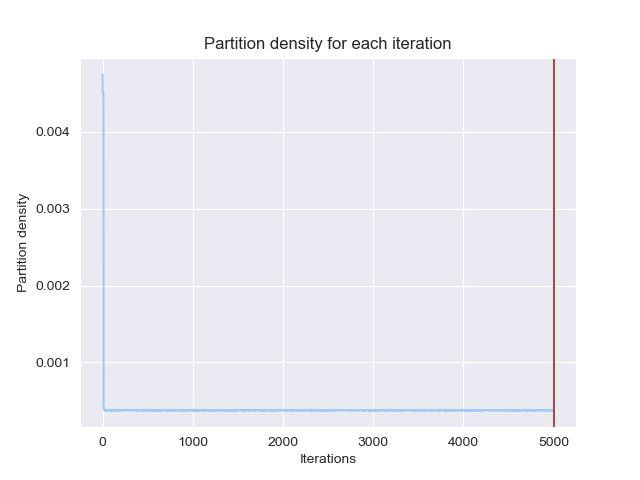 Partition density for each iteration
Partition density
0.004
0.003
0.002
0.001
0 1000 2000 3000 4000 5000
Iterations